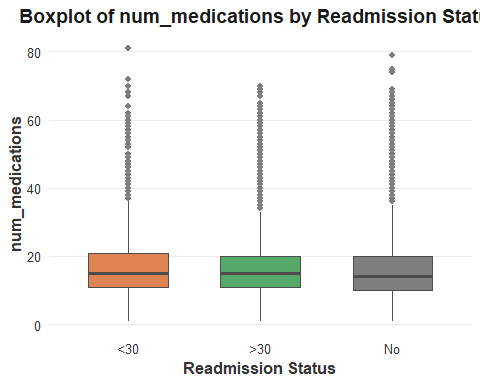 Boxplot of num_medications by Readmission Statu
80
60
40
20
0
num_medications
<30
>30
No
Readmission Status